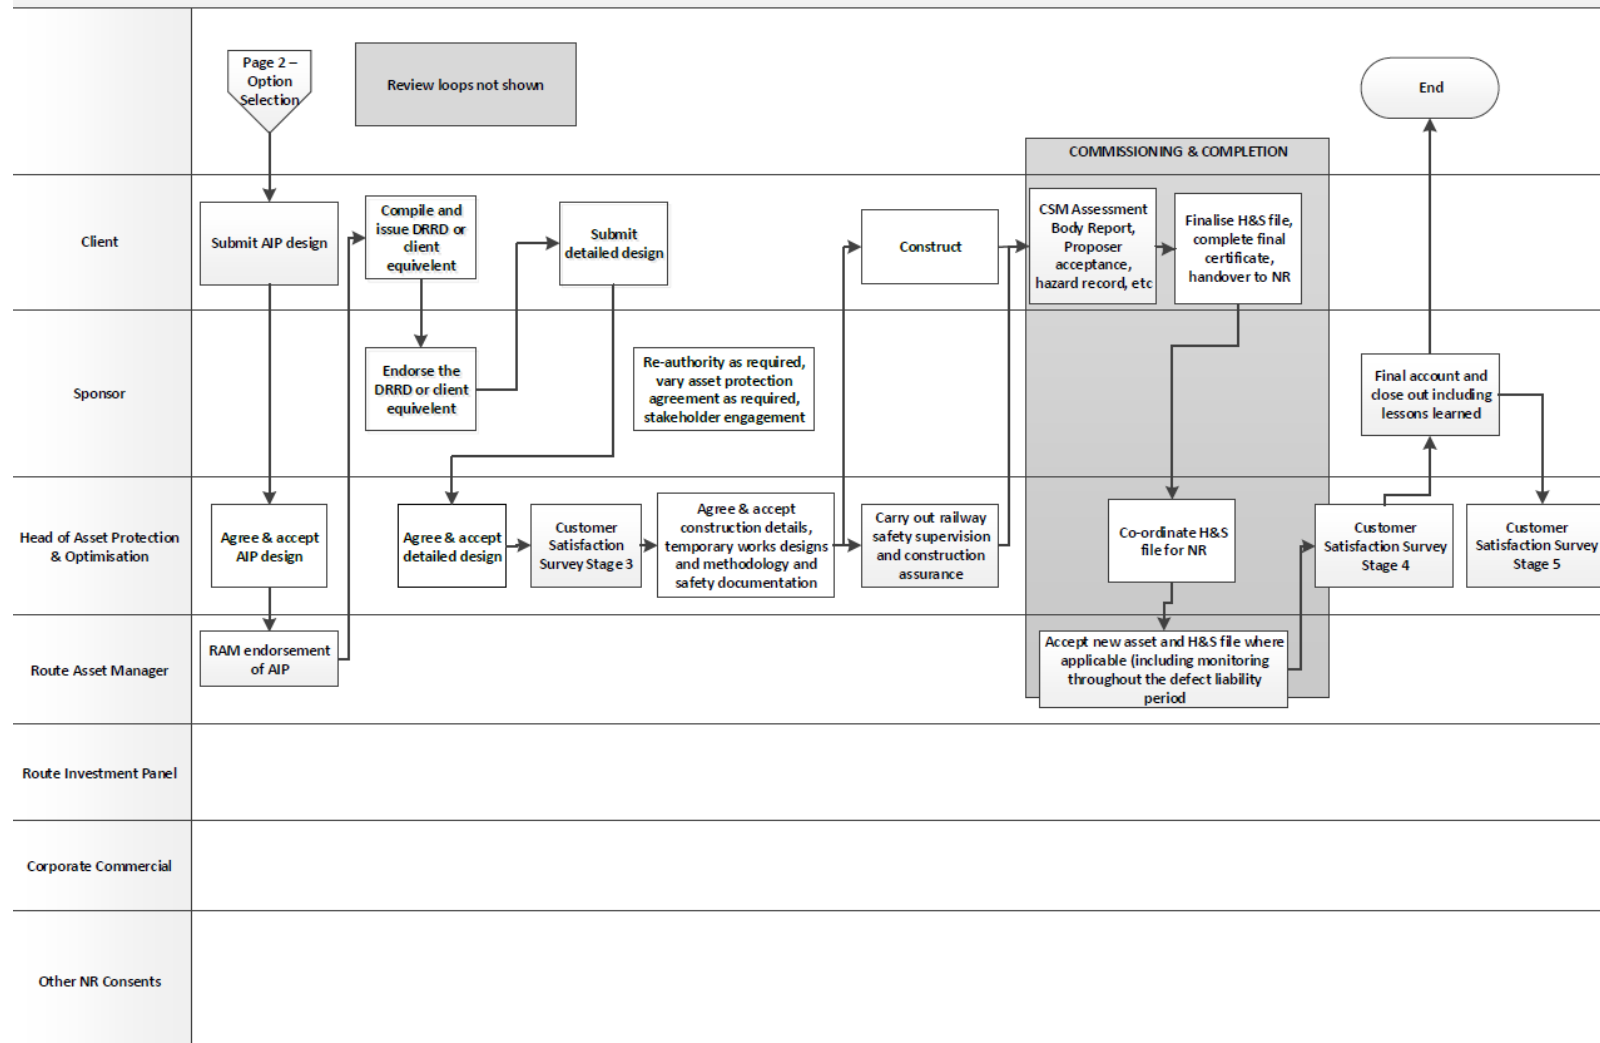 Page 2 –
Option
Selection
Review loops not shown
End
COMMISSIONING & COMPLETION
Client
Submit AIP design
Compile and
issue DRRD or
client
equivelent
Submit
detailed design
Construct
CSM Assessment
Body Report,
Proposer
acceptance,
hazard record, etc
Finalise H&S file,
complete final
certificate,
handover to NR
Sponsor
Endorse the
DRRD or client
equivelent
Re-authority as required,
vary asset protection
agreement as required,
stakeholder engagement
Final account and
close out including
lessons learned
Head of Asset Protection
& Optimisation
Agree & accept
AIP design
Agree & accept
detailed design
Customer
Satisfaction
Survey Stage 3
Agree & accept
construction details,
temporary works designs
and methodology and
safety documentation
Carry out railway
safety supervision
and construction
assurance
Co-ordinate H&S
file for NR
Customer
Satisfaction Survey
Stage 4
Customer
Satisfaction Survey
Stage 5
Route Asset Manager
RAM endorsement
of AIP
Accept new asset and H&S file where
applicable (including monitoring
throughout the defect liability
period
Route Investment Panel
Corporate Commercial
Other NR Consents